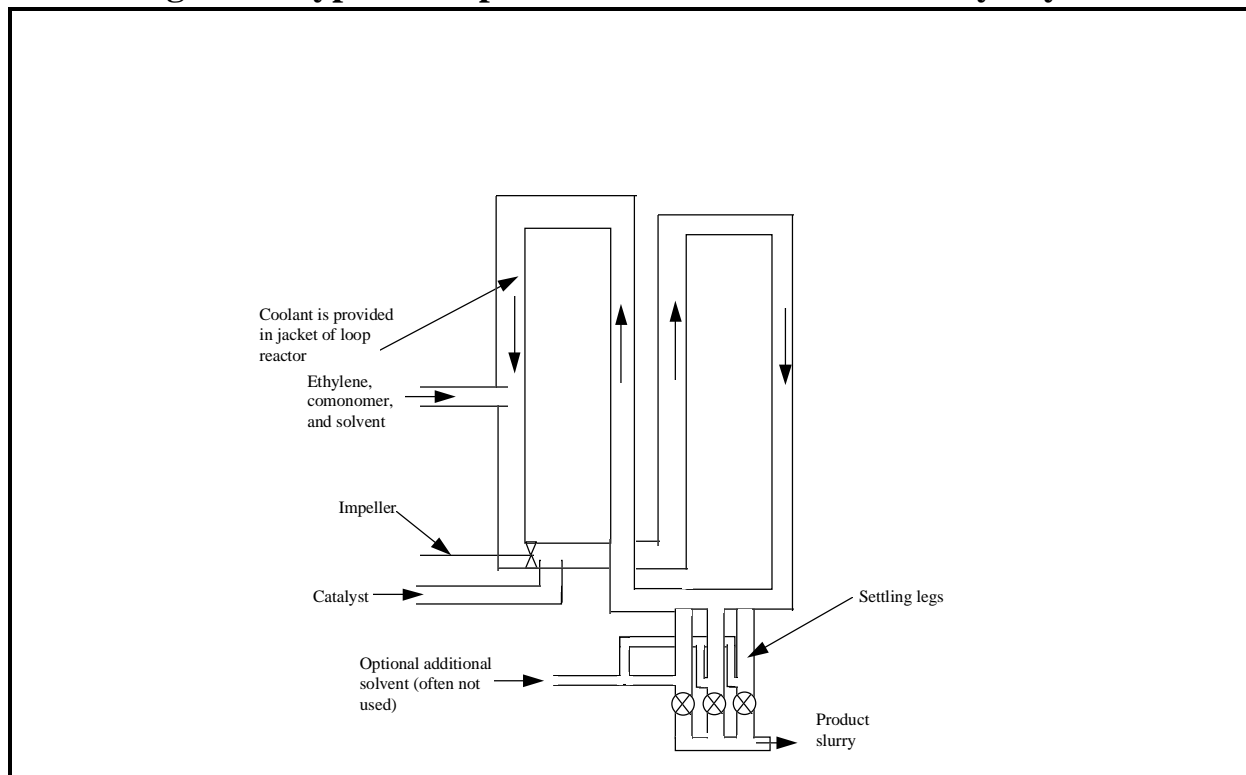 Coolant is provided
in jacket of loop
reactor
Ethylene,
comonomer,
and solvent
Impeller
Catalyst
Settling legs
Optional additional
solvent (often not
used)
Product
slurry